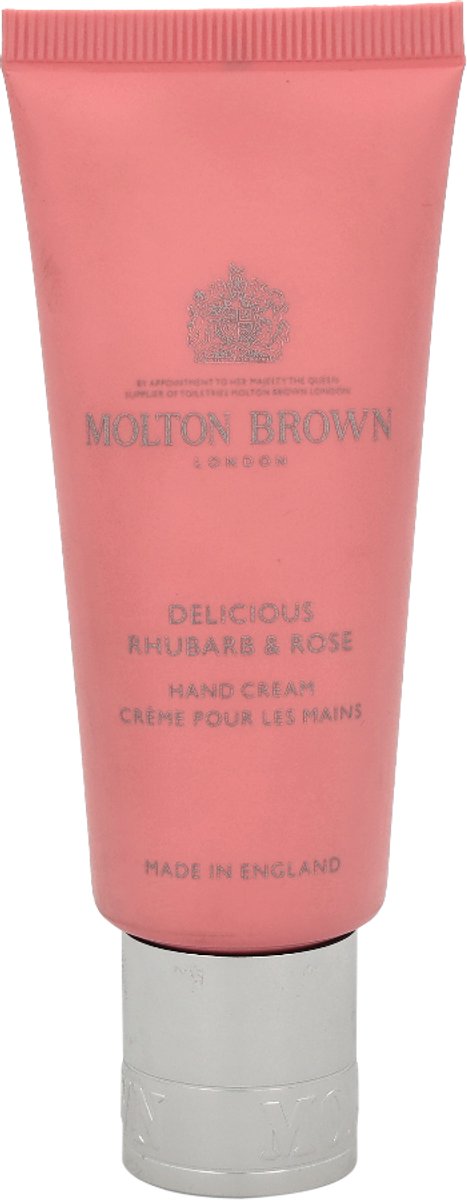 BY APPOINTMENT TO HER MAJESTY THE QUEEN
SUPPLIER OF TOILETRIES MOLTON BROWN LONDON
MOLTON BROWN
LONDON
DELICIOUS
RHUBARB & ROSE
HAND CREAM
CRÈME POUR LES MAINS
MADE IN ENGLAND